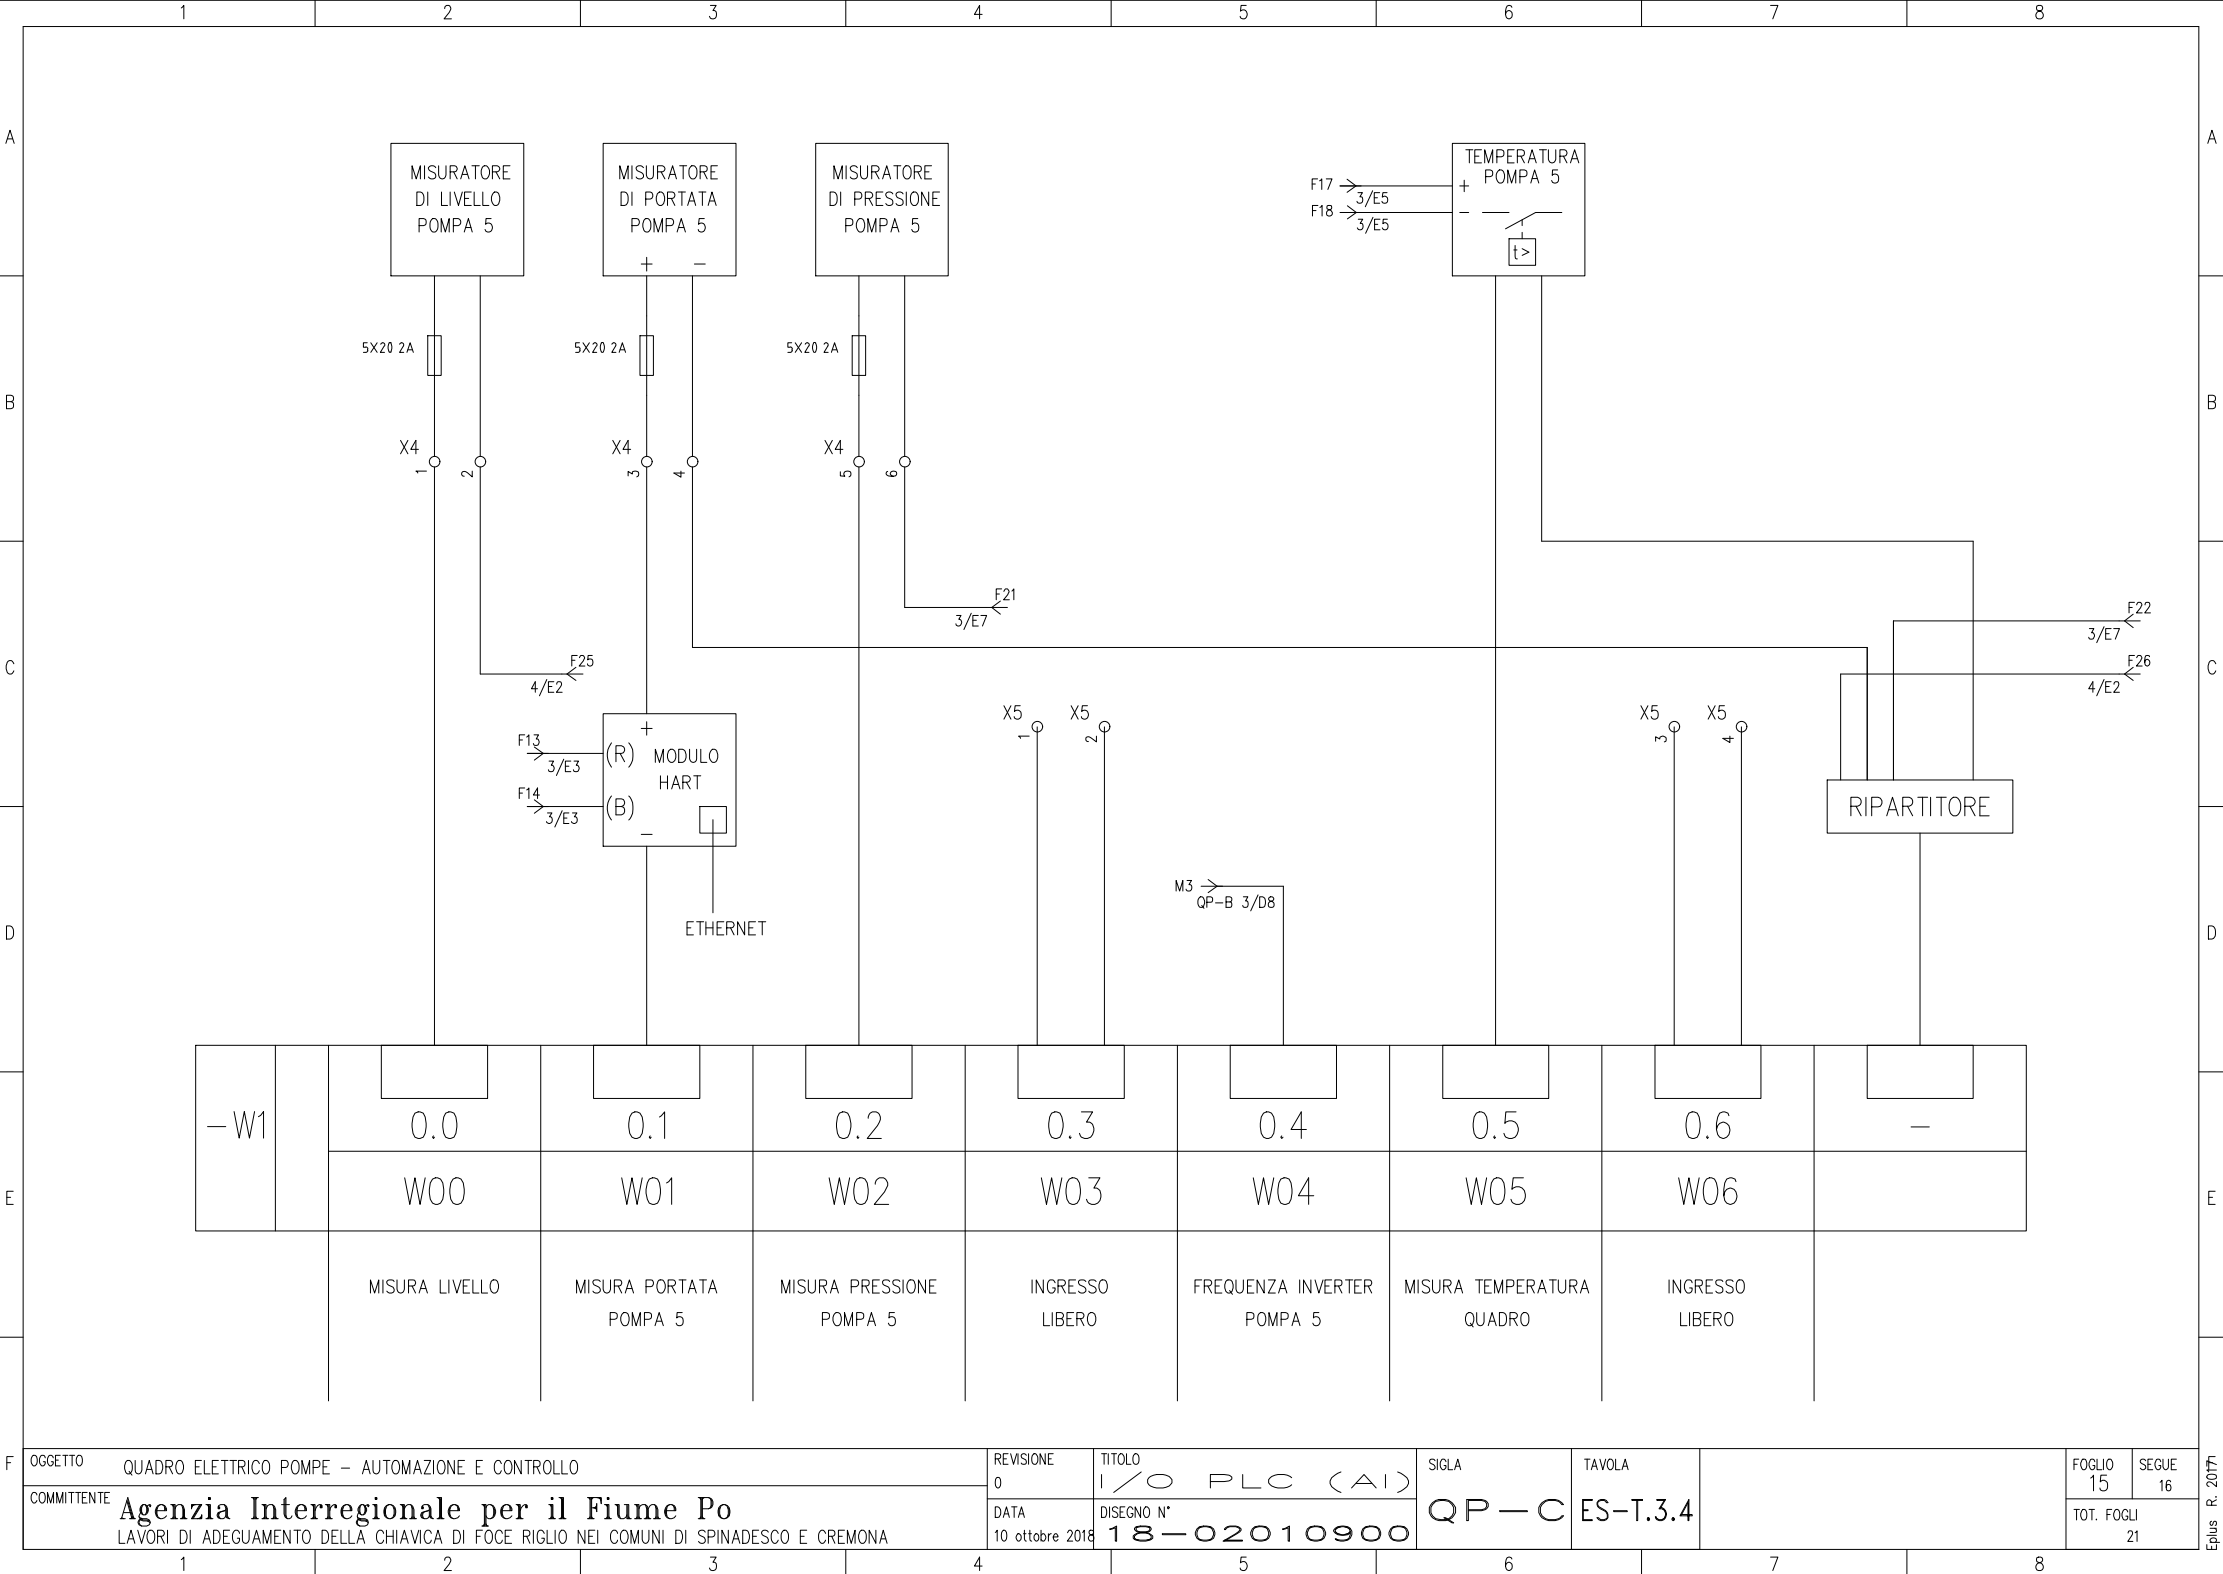 1 2 3 4 5 6 7 8
A A
MISURATORE
DI LIVELLO
POMPA 5
MISURATORE
DI PORTATA
POMPA 5
+ −
MISURATORE
DI PRESSIONE
POMPA 5
TEMPERATURA
POMPA 5
F17
3/E5
+
F18
3/E5
−
t>
5X20 2A
5X20 2A
5X20 2A
B B
X4 1 2
X4 3 4
X4 5 6
F21
3/E7
F22
3/E7
F25
4/E2
F26
4/E2
C C
X5 1
X5 2
X5 3
X5 4
+
F13
3/E3
(R)
MODULO
HART
F14
3/E3
(B)
−
RIPARTITORE
M3
QP−B 3/D8
ETHERNET
D D
−W1 0.0 0.1 0.2 0.3 0.4 0.5 0.6 −
E E
W00 W01 W02 W03 W04 W05 W06
MISURA LIVELLO
MISURA PORTATA
POMPA 5
MISURA PRESSIONE
POMPA 5
INGRESSO
LIBERO
FREQUENZA INVERTER
POMPA 5
MISURA TEMPERATURA
QUADRO
INGRESSO
LIBERO
F F
OGGETTO QUADRO ELETTRICO POMPE − AUTOMAZIONE E CONTROLLO
COMMITTENTE Agenzia Interregionale per il Fiume Po
LAVORI DI ADEGUAMENTO DELLA CHIAVICA DI FOCE RIGLIO NEI COMUNI DI SPINADESCO E CREMONA
REVISIONE
0
DATA
10 ottobre 2018
TITOLO
I/O PLC (AI)
DISEGNO N°
18−02010900
SIGLA
QP−C
TAVOLA
ES−T.3.4
FOGLIO
15
SEGUE
16
TOT. FOGLI
21
Eplus R. 2017
1 2 3 4 5 6 7 8